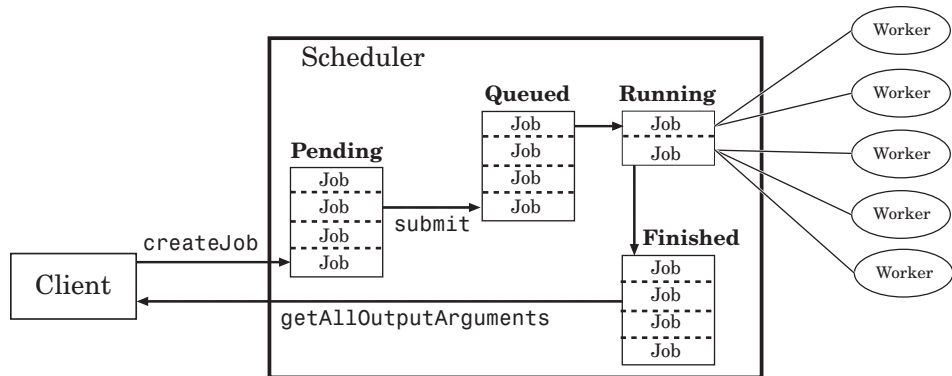 Scheduler
Worker
Worker
Worker
Worker
Worker
Queued
Job
Job
Job
Job
Running
Job
Job
Pending
Job
Job
Job
Job
submit
createJob
Client
Finished
Job
Job
Job
Job
getAllOutputArguments